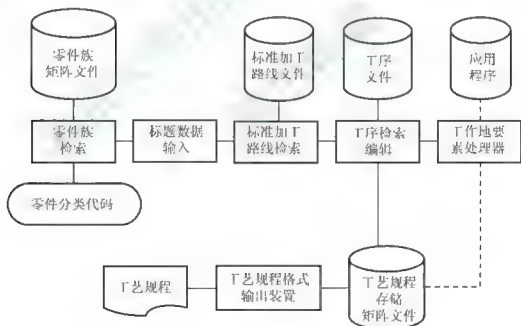 零件族
矩阵文件
标准加工
路线文件
工序
文件
应用
程序
零件族
检索
标题数据
输入
标准加工
路线检索
工序检索
编辑
工作地要
素处理器
零件分类代码
工艺规程
工艺规程格式
输出装置
工艺规程
存储
矩阵文件